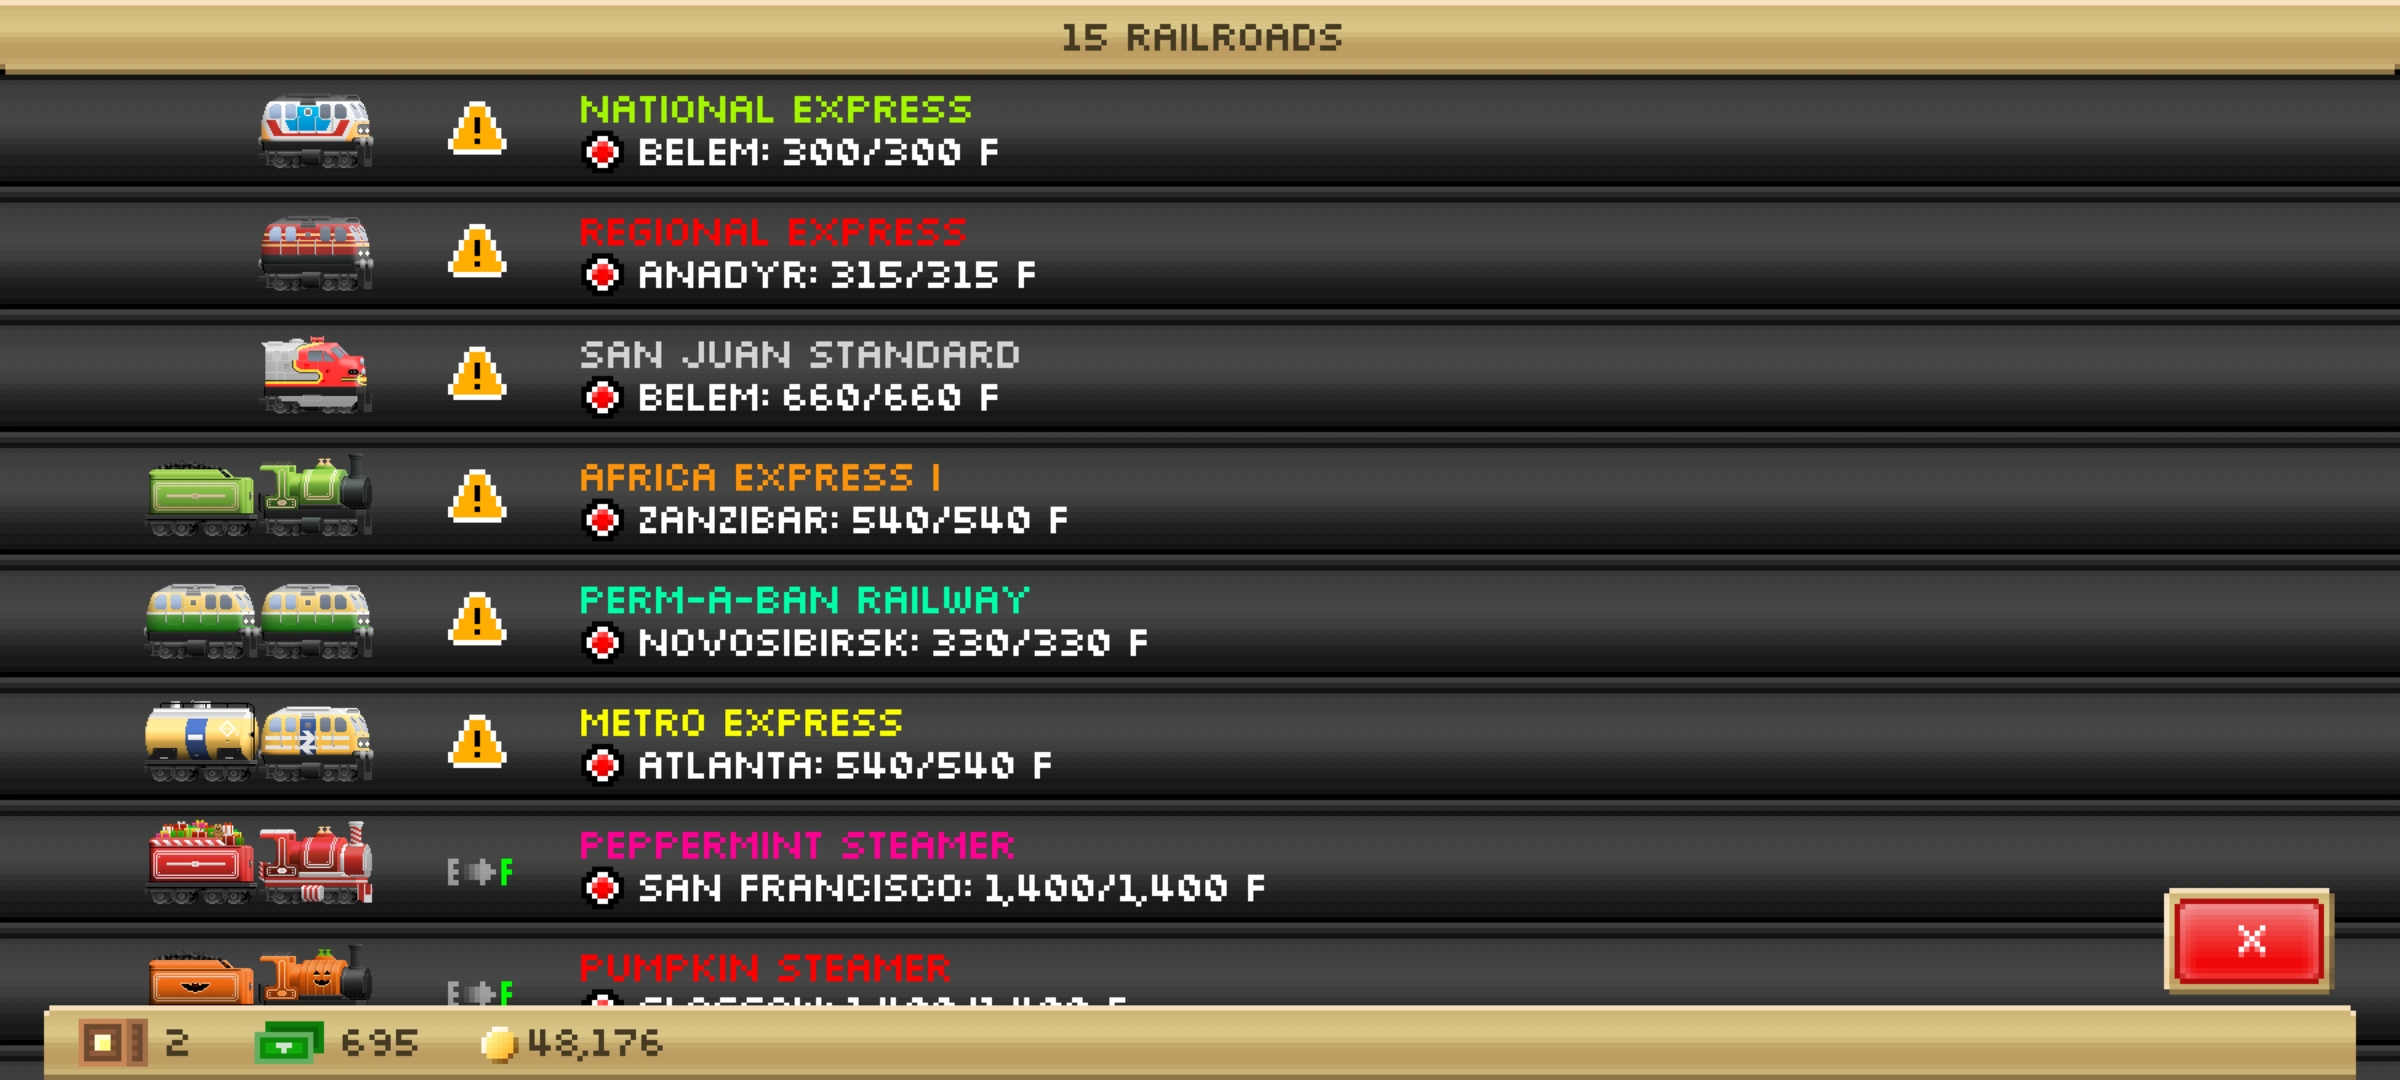 15 RAILROADS
NATIONAL EXPRESS
BELEM: 300/300 F
REGIONAL EXPRESS
ANADYR: 315/315 F
SAN JUAN STANDARD
BELEM: 660/660 F
AFRICA EXPRESS I
ZANZIBAR: 540/540 F
PERM-A-BAN RAILWAY
NOVOSIBIRSK: 330/330 F
METRO EXPRESS
ATLANTA: 540/540 F
PEPPERMINT STEAMER
E F
SAN FRANCISCO: 1,400/1,400 F
X
PUMPKIN STEAMER
E F
2 695 48,176